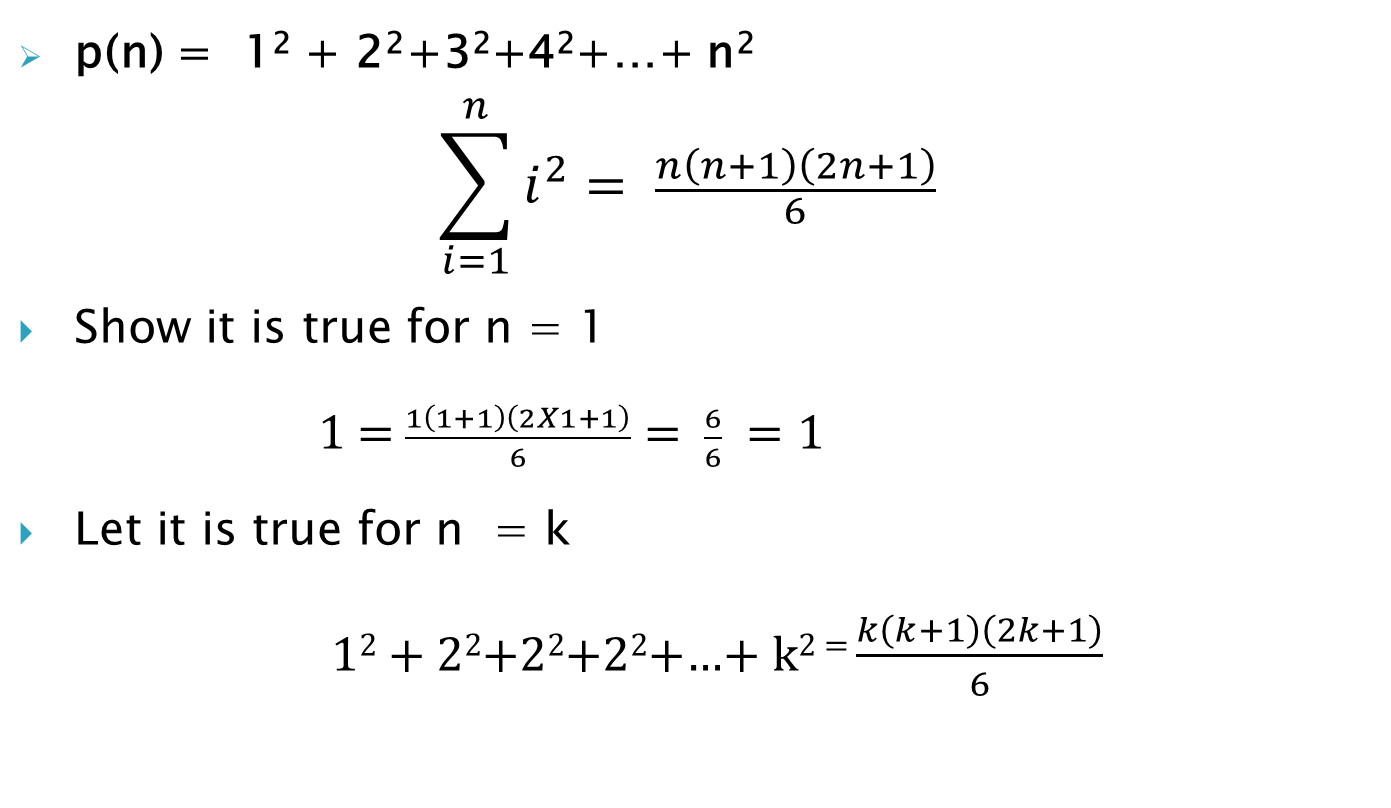 p(n) = 1² + 2²+3²+4²+...+ n²
n
∑ i² = n(n+1)(2n+1)/6
i=1
Show it is true for n = 1
1 = 1(1+1)(2X1+1)/6 = 6/6 = 1
Let it is true for n = k
1² + 2²+2²+2²+...+ k² = k(k+1)(2k+1)/6